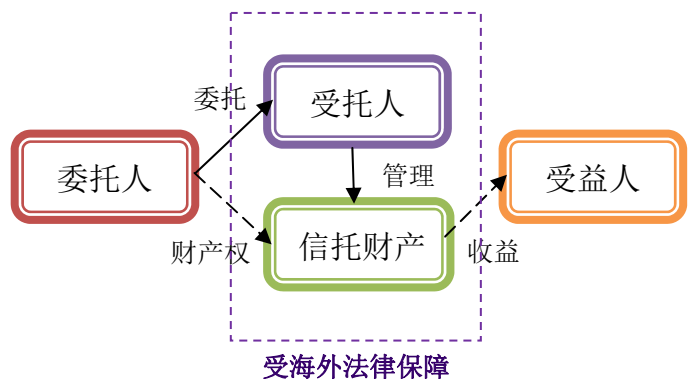 委托
受托人
委托人
管理
受益人
财产权
信托财产
收益
受海外法律保障